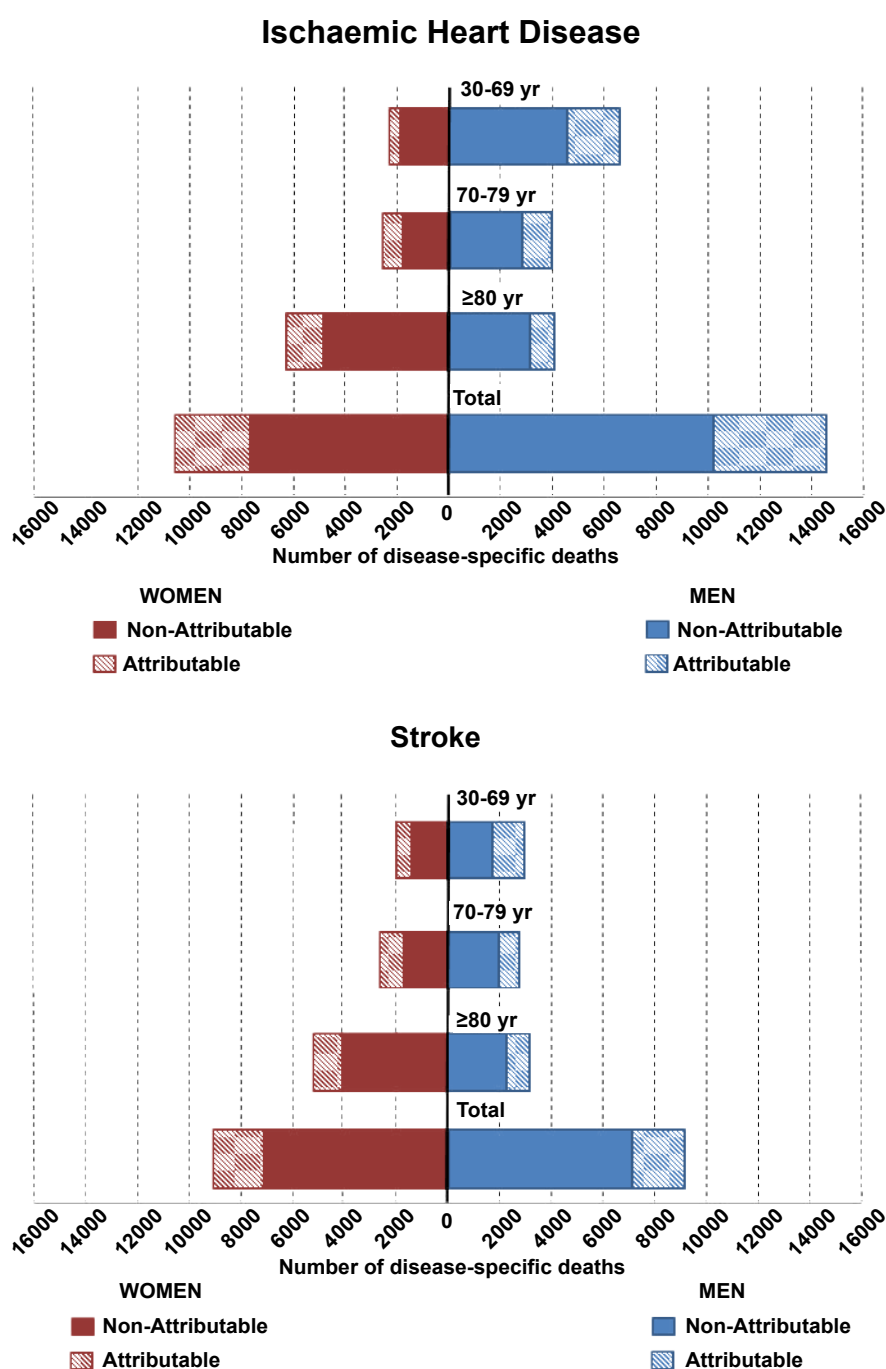 Ischaemic Heart Disease
30-69 yr
70-79 yr
≥80 yr
Total
16000 14000 12000 10000 8000 6000 4000 2000 0 2000 4000 6000 8000 10000 12000 14000 16000
Number of disease-specific deaths
WOMEN MEN
Non-Attributable Non-Attributable
Attributable Attributable
Stroke
30-69 yr
70-79 yr
≥80 yr
Total
16000 14000 12000 10000 8000 6000 4000 2000 0 2000 4000 6000 8000 10000 12000 14000 16000
Number of disease-specific deaths
WOMEN MEN
Non-Attributable Non-Attributable
Attributable Attributable